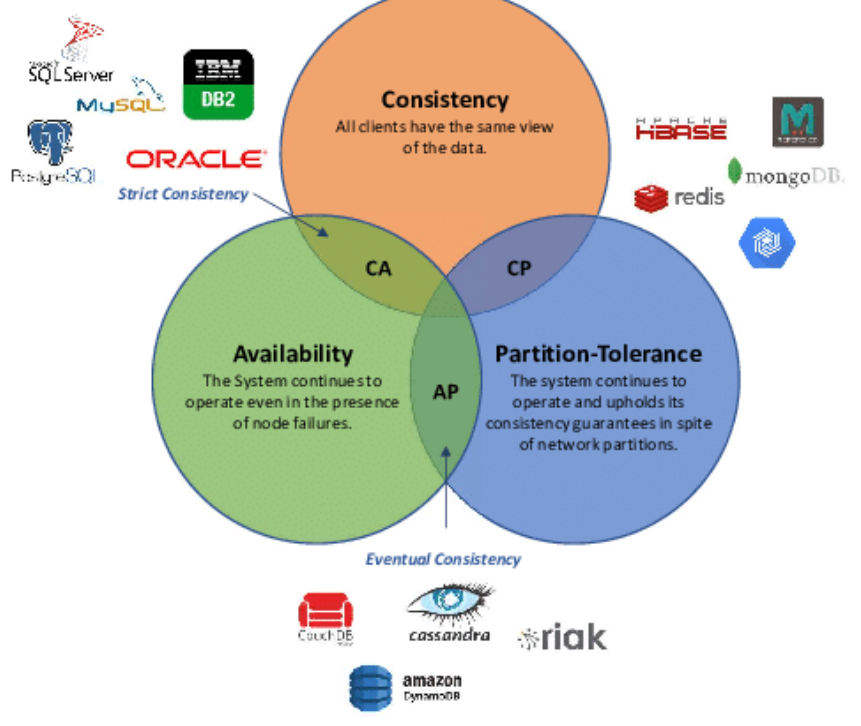 SQL Server
MySQL
IBM
DB2
PostgreSQL
ORACLE
Strict Consistency
Consistency
All clients have the same view
of the data.
APACHE
HBASE
redis
mongoDB.
CA
CP
Availability
The System continues to
operate even in the presence
of node failures.
AP
Partition-Tolerance
The system continues to
operate and upholds its
consistency guarantees in spite
of network partitions.
Eventual Consistency
CouchDB
cassandra
riak
amazon
DynamoDB